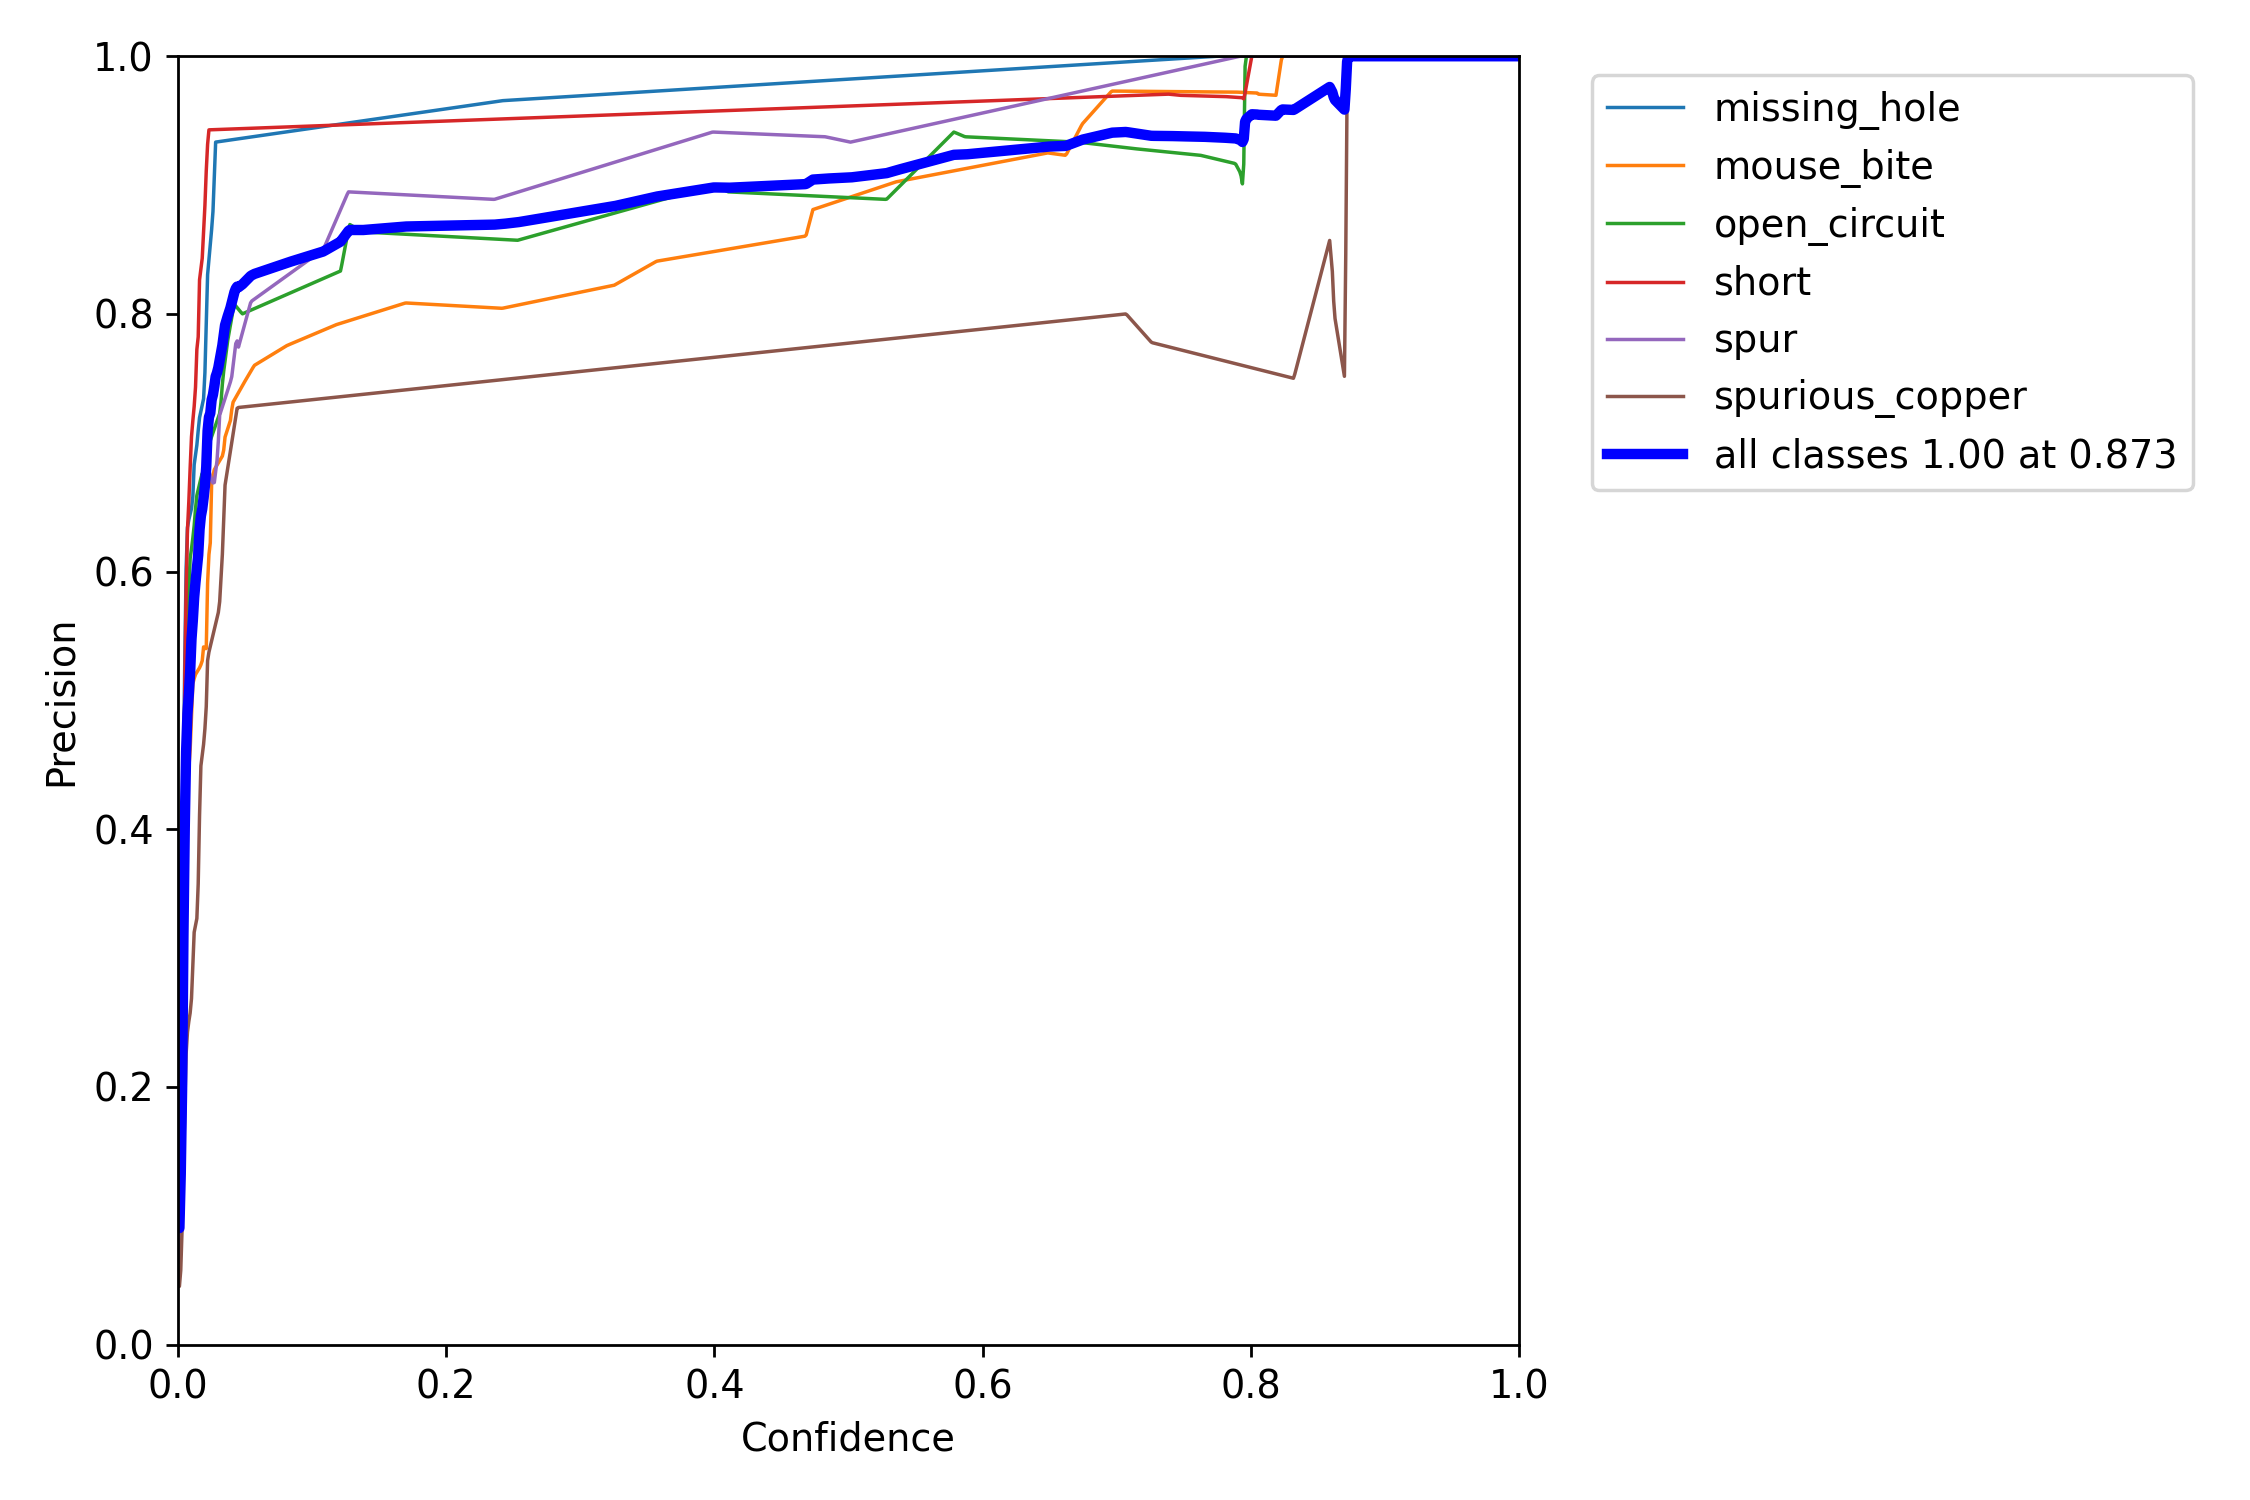 1.0
0.8
0.6
0.4
0.2
0.0
Precision
0.0 0.2 0.4 0.6 0.8 1.0
Confidence
missing_hole
mouse_bite
open_circuit
short
spur
spurious_copper
all classes 1.00 at 0.873